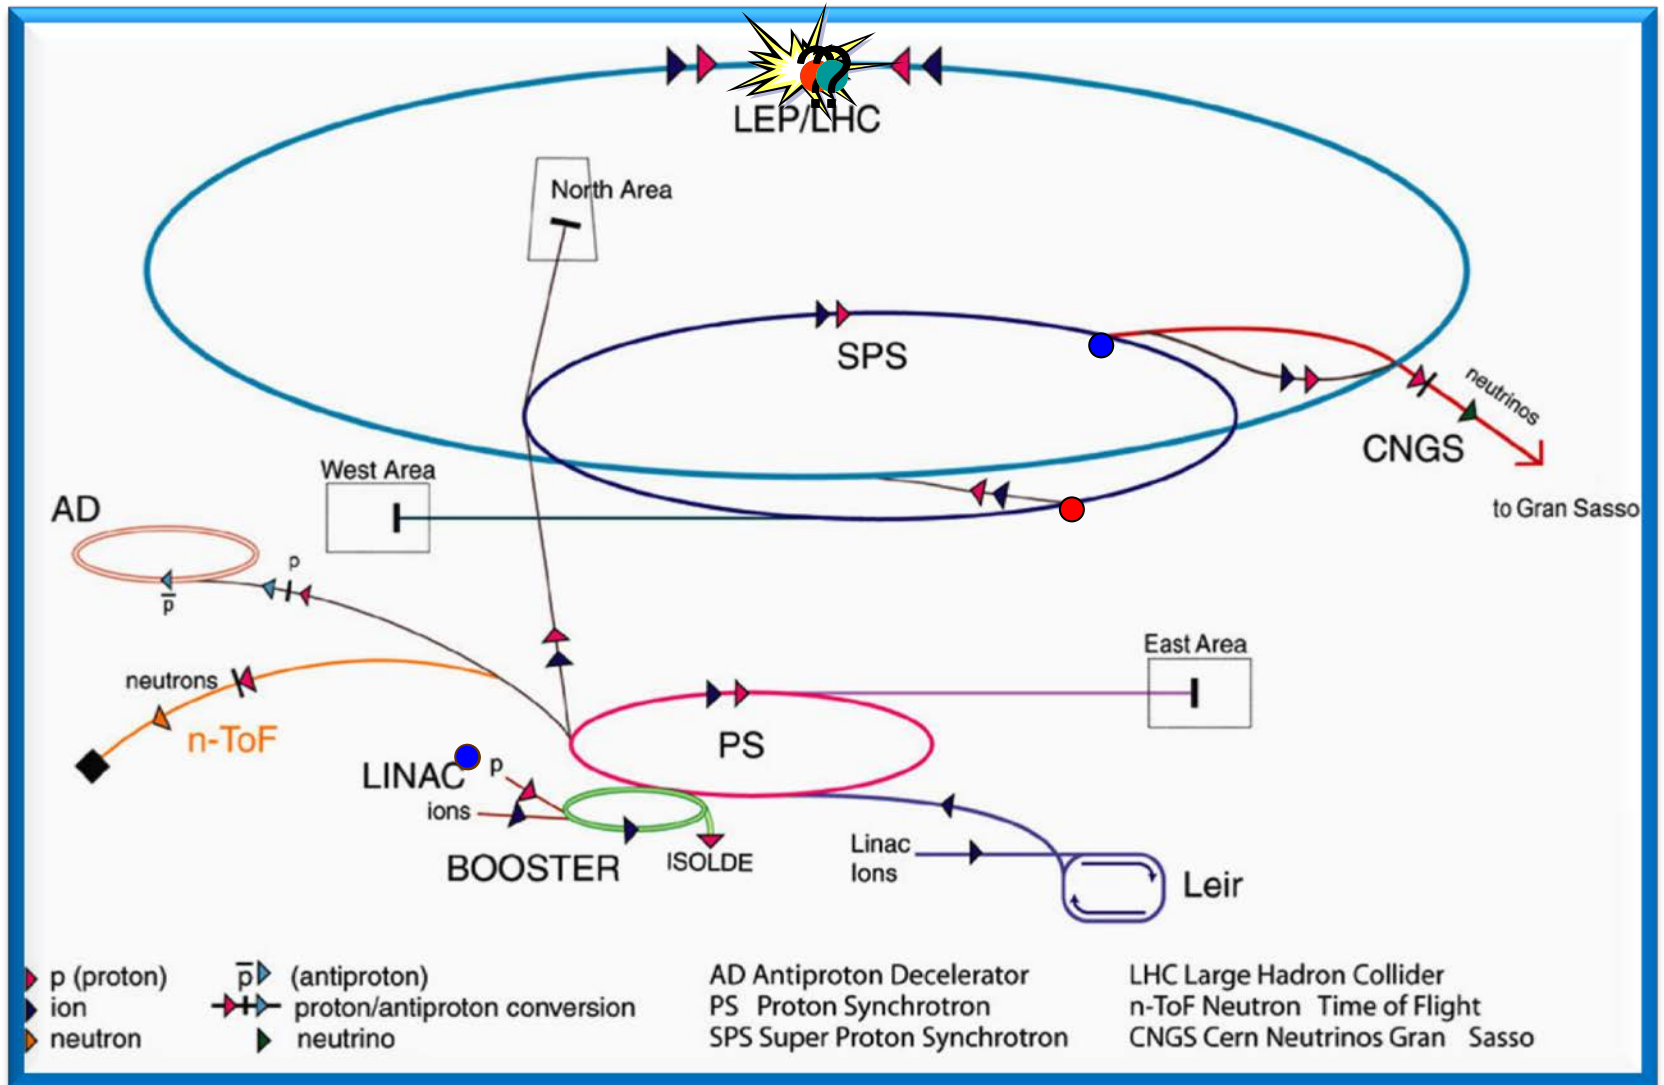 ??
LEP/LHC
North Area
SPS
neutrinos
CNGS
to Gran Sasso
West Area
AD
p
p̅
East Area
neutrons
n-ToF
PS
LINAC
p
ions
BOOSTER
ISOLDE
Linac
Ions
Leir
p (proton)
ion
neutron
p̅ (antiproton)
proton/antiproton conversion
neutrino
AD Antiproton Decelerator
PS Proton Synchrotron
SPS Super Proton Synchrotron
LHC Large Hadron Collider
n-ToF Neutron Time of Flight
CNGS Cern Neutrinos Gran Sasso